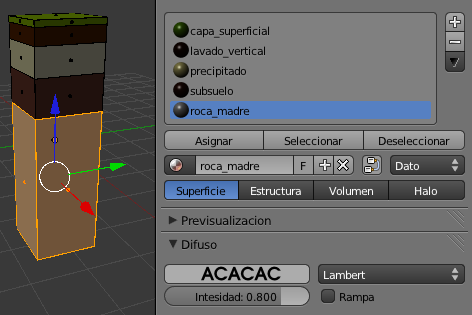 capa_superficial
lavado_vertical
precipitado
subsuelo
roca_madre
Asignar Seleccionar Deseleccionar
roca_madre F Dato
Superficie Estructura Volumen Halo
Previsualizacion
Difuso
ACACAC Lambert
Intesidad: 0.800 Rampa